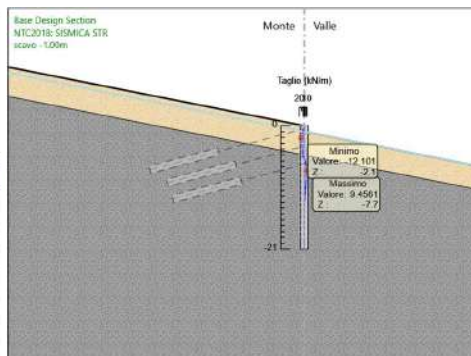 Base Design Section
NTC2018: SISMICA STR
scavo -1.00m
Monte
Valle
Taglio (kN/m)
0
Minimo
Valore: -12.101
Z : -2.1
Massimo
Valore: 9.4561
Z : -7.7
-21